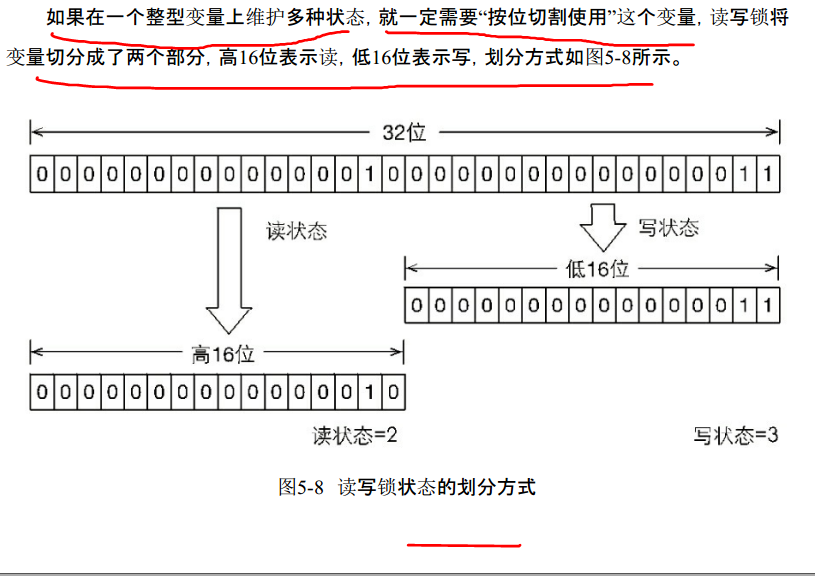 如果在一个整型变量上维护多种状态，就一定需要“按位切割使用”这个变量，读写锁将
变量切分成了两个部分，高16位表示读，低16位表示写，划分方式如图5-8所示。
32位
0 0 0 0 0 0 0 0 0 0 0 0 0 0 1 0 0 0 0 0 0 0 0 0 0 0 0 0 0 0 1 1
读状态
写状态
低16位
0 0 0 0 0 0 0 0 0 0 0 0 0 0 1 1
高16位
0 0 0 0 0 0 0 0 0 0 0 0 0 0 1 0
读状态=2
写状态=3
图5-8 读写锁状态的划分方式